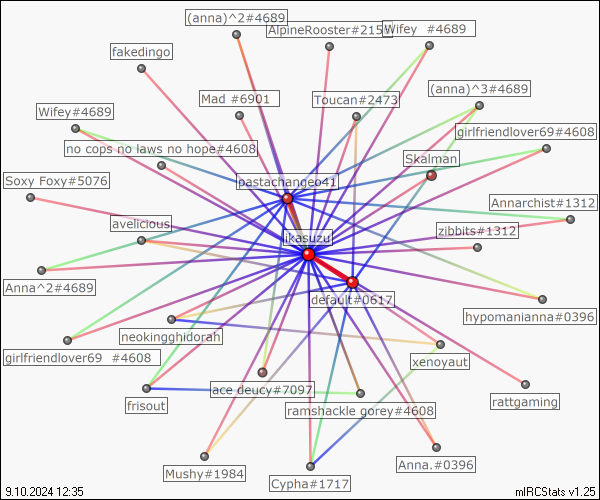 (anna)^2#4689
AlpineRooster#215
Wifey  #4689
fakedingo
Mad #6901
Toucan#2473
(anna)^3#4689
Wifey#4689
girlfriendlover69#4608
no cops no laws no hope#4608
Skalman
Soxy Foxy#5076
pastachangeo41
Annarchist#1312
avelicious
ikasuzu
zibbits#1312
Anna^2#4689
default#0617
hypomanianna#0396
neokingghidorah
girlfriendlover69  #4608
xenoyaut
frisout
ace deucy#7097
ramshackle gorey#4608
rattgaming
Mushy#1984
Cypha#1717
Anna.#0396
9.10.2024 12:35
mIRCStats v1.25